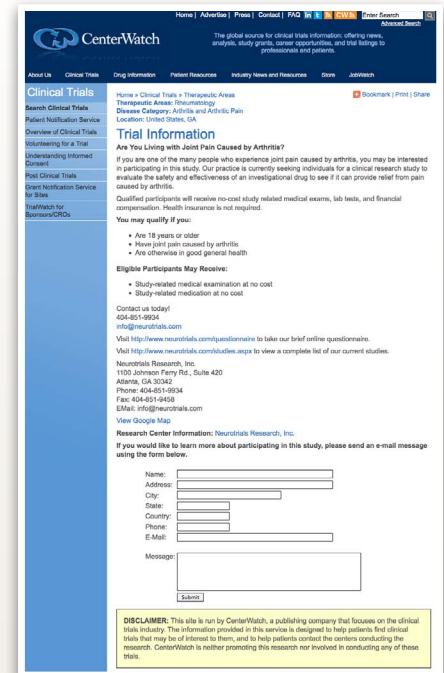 Home | Advertise | Press | Contact | FAQ in t CW Enter Search
Advanced Search
CenterWatch
The global source for clinical trials information: offering news,
analysis, study grants, career opportunities, and trial listings to
professionals and patients.
About Us Clinical Trials Drug Information Patient Resources Industry News and Resources Store JobWatch
Clinical Trials
Search Clinical Trials
Patient Notification Service
Overview of Clinical Trials
Volunteering for a Trial
Understanding Informed
Consent
Post Clinical Trials
Grant Notification Service
for Sites
TrialWatch for
Sponsors/CROs
Home » Clinical Trials » Therapeutic Areas
Bookmark | Print | Share
Therapeutic Areas: Rheumatology
Disease Category: Arthritis and Arthritic Pain
Location: United States, GA
Trial Information
Are You Living with Joint Pain Caused by Arthritis?
If you are one of the many people who experience joint pain caused by arthritis, you may be interested
in participating in this study. Our practice is currently seeking individuals for a clinical research study to
evaluate the safety and effectiveness of an investigational drug to see if it can provide relief from pain
caused by arthritis.
Qualified participants will receive no-cost study related medical exams, lab tests, and financial
compensation. Health insurance is not required.
You may qualify if you:
• Are 18 years or older
• Have joint pain caused by arthritis
• Are otherwise in good general health
Eligible Participants May Receive:
• Study-related medical examination at no cost
• Study-related medication at no cost
Contact us today!
404-851-9934
info@neurotrials.com
Visit http://www.neurotrials.com/questionnaire to take our brief online questionnaire.
Visit http://www.neurotrials.com/studies.aspx to view a complete list of our current studies.
Neurotrials Research, Inc.
1100 Johnson Ferry Rd., Suite 420
Atlanta, GA 30342
Phone: 404-851-9934
Fax: 404-851-9458
EMail: info@neurotrials.com
View Google Map
Research Center Information: Neurotrials Research, Inc.
If you would like to learn more about participating in this study, please send an e-mail message
using the form below.
Name:
Address:
City:
State:
Country:
Phone:
E-Mail:
Message:
Submit
DISCLAIMER: This site is run by CenterWatch, a publishing company that focuses on the clinical
trials industry. The information provided in this service is designed to help patients find clinical
trials that may be of interest to them, and to help patients contact the centers conducting the
research. CenterWatch is neither promoting this research nor involved in conducting any of these
trials.